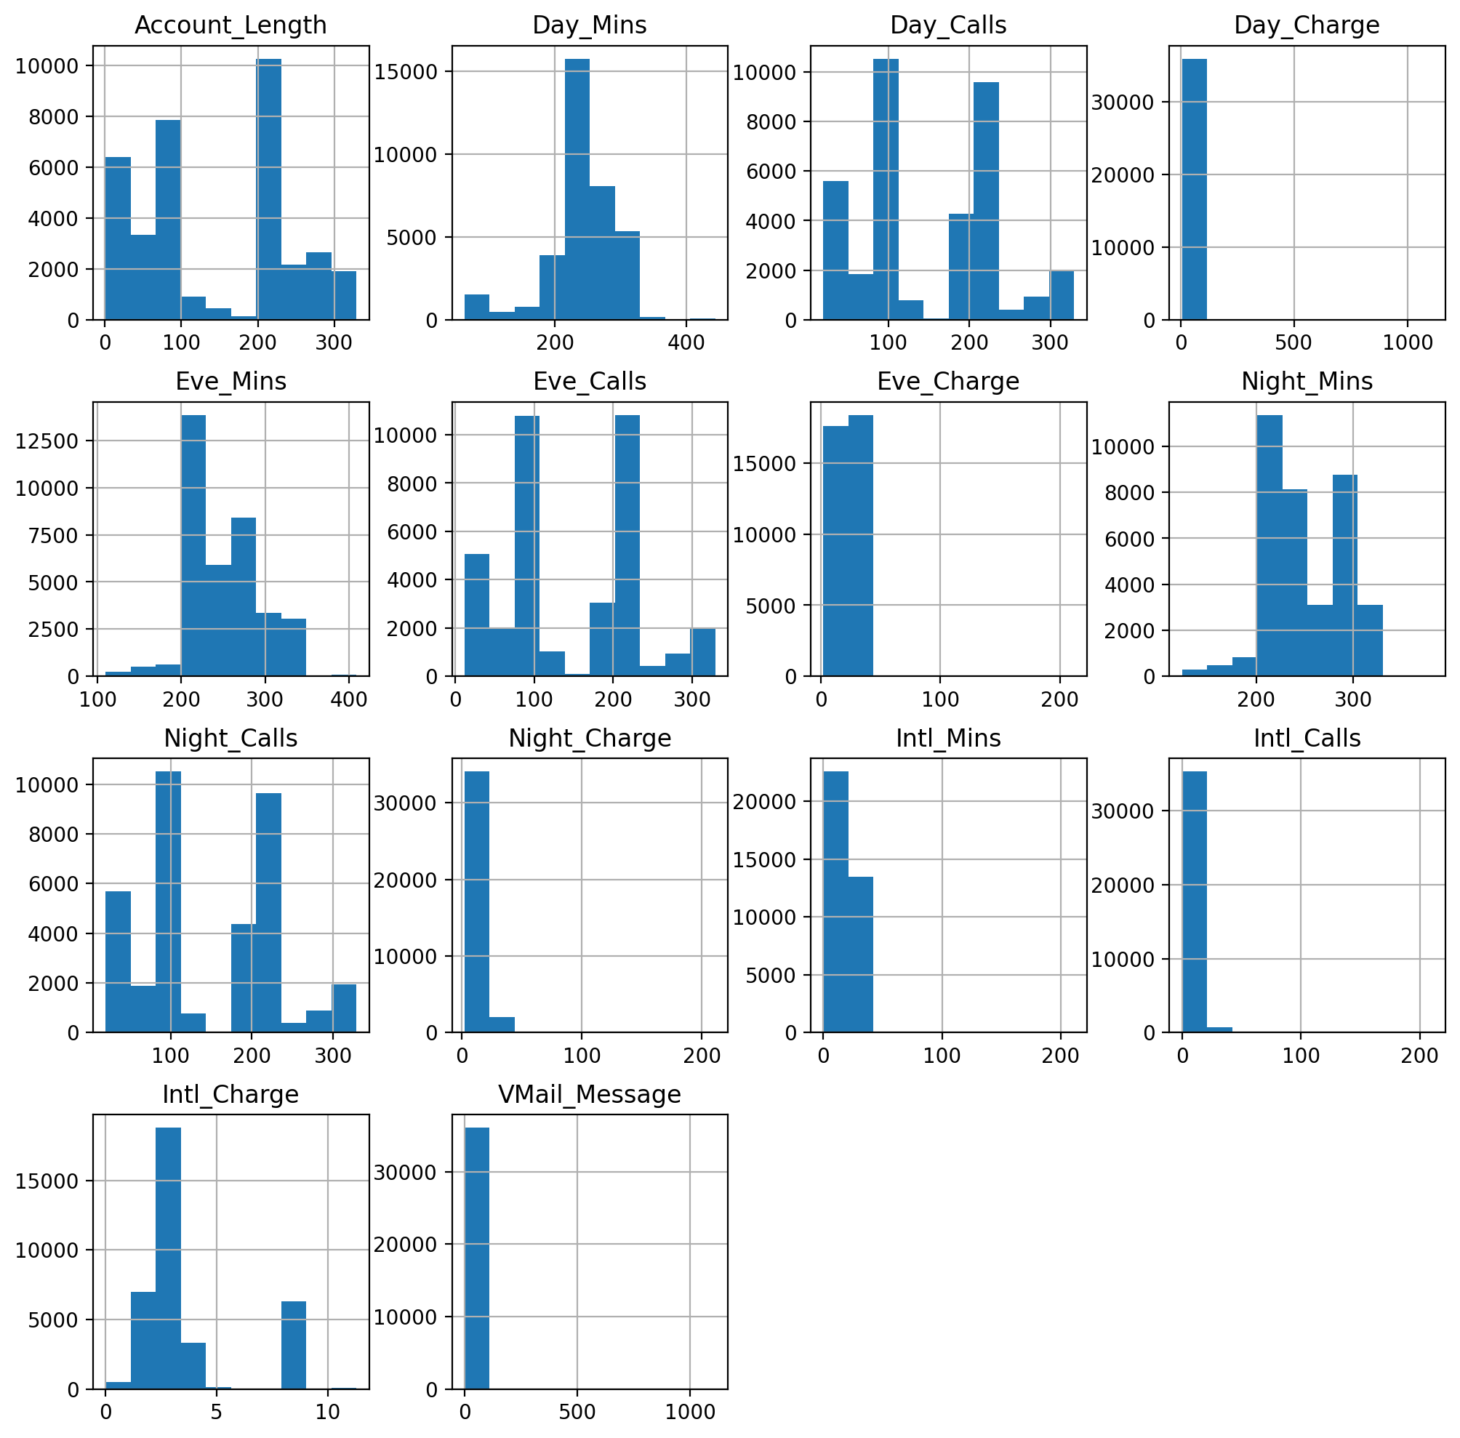 Account_Length
Day_Mins
Day_Calls
Day_Charge
10000
8000
6000
4000
2000
0
0 100 200 300
15000
10000
5000
0
200 400
10000
8000
6000
4000
2000
0
100 200 300
30000
20000
10000
0
0 500 1000
Eve_Mins
Eve_Calls
Eve_Charge
Night_Mins
12500
10000
7500
5000
2500
0
100 200 300 400
10000
8000
6000
4000
2000
0
0 100 200 300
15000
10000
5000
0
0 100 200
10000
8000
6000
4000
2000
0
200 300
Night_Calls
Night_Charge
Intl_Mins
Intl_Calls
10000
8000
6000
4000
2000
0
100 200 300
30000
20000
10000
0
0 100 200
20000
15000
10000
5000
0
0 100 200
30000
20000
10000
0
0 100 200
Intl_Charge
VMail_Message
15000
10000
5000
0
0 5 10
30000
20000
10000
0
0 500 1000